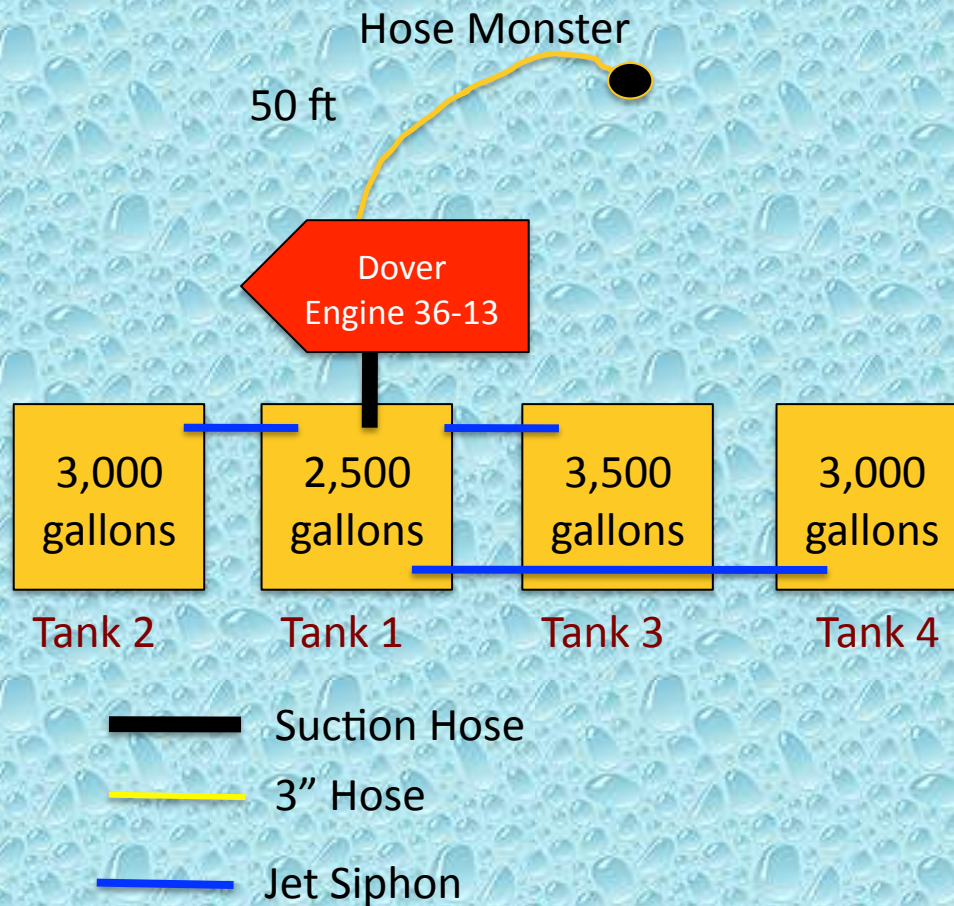 Hose Monster
50 ft
Dover
Engine 36-13
3,000
gallons
2,500
gallons
3,500
gallons
3,000
gallons
Tank 2
Tank 1
Tank 3
Tank 4
Suction Hose
3” Hose
Jet Siphon